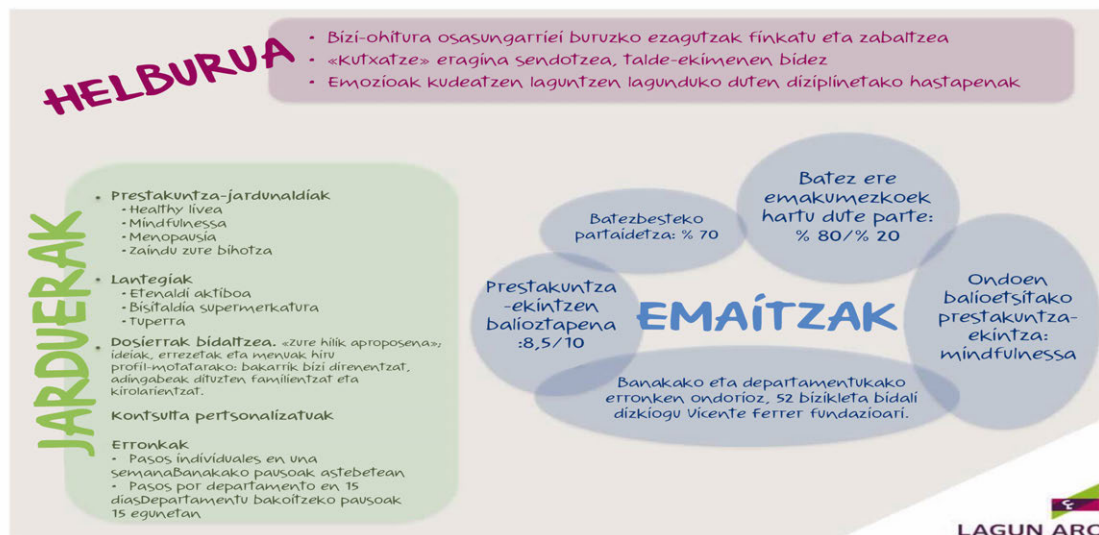 HELBURUA
• Bizi-ohitura osasungarriei buruzko ezagutzak finkatu eta zabaltzea
• «Kutxatze» eragina sendotzea, talde-ekimenen bidez
• Emozioak kudeatzen laguntzen lagunduko duten diziplinetako hastapenak
JARDUERAK
• Prestakuntza-jardunaldiak
- Healthy livea
- Mindfulnessa
- Menopausia
- Zaindu zure bihotza
• Lantegiak
- Etenaldi aktiboa
- Bisitaldia supermerkatura
- Tuperra
• Dosierrak bidaltzea. «Zure hilik aproposena»;
ideiak, errezetak eta menuak hiru
profil-motatarako: bakarrik bizi direnentzat,
adingabeak dituzten familientzat eta
kirolarientzat.
Kontsulta pertsonalizatuak
Erronkak
• Pasos individuales en una
semanaBanakako pausoak astebetean
• Pasos por departamento en 15
diasDepartamentu bakoitzeko pausoak
15 egunetan
EMAITZAK
Prestakuntza
-ekintzen
balioztapena
:8,5/10
Batezbesteko
partaidetza: % 70
Batez ere
emakumezkoek
hartu dute parte:
% 80/% 20
Ondoen
balioetsitako
prestakuntza-
ekintza:
mindfulnessa
Banakako eta departamentukako
erronken ondorioz, 52 bizikleta bidali
dizkiogu Vicente Ferrer fundazioari.
LAGUN ARO